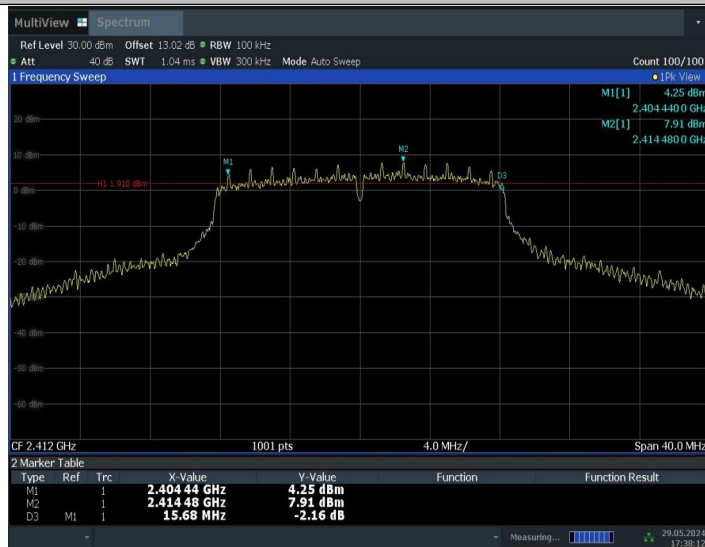 MultiView Spectrum
Ref Level 30.00 dBm Offset 13.02 dB RBW 100 kHz
Att 40 dB SWT 1.04 ms VBW 300 kHz Mode Auto Sweep Count 100/100
1 Frequency Sweep 1Pk View
M1[1] 4.25 dBm
2.404 440 0 GHz
M2[1] 7.91 dBm
2.414 480 0 GHz
20 dBm
10 dBm
M2
M1
D3
H1 1.910 dBm
0 dBm
-10 dBm
-20 dBm
-40 dBm
-50 dBm
-60 dBm
CF 2.412 GHz 1001 pts 4.0 MHz/ Span 40.0 MHz
2 Marker Table
Type Ref Trc X-Value Y-Value Function Function Result
M1 1 2.404 44 GHz 4.25 dBm
M2 1 2.414 48 GHz 7.91 dBm
D3 M1 1 15.68 MHz -2.16 dB
Measuring... 29.05.2024
17:38:12